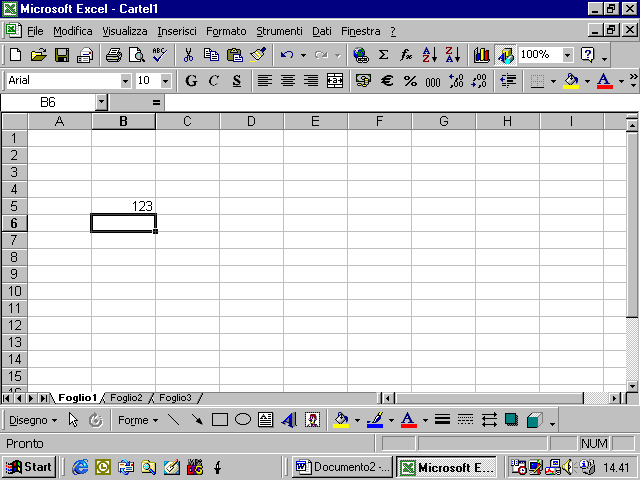 Microsoft Excel - Cartel1
File Modifica Visualizza Inserisci Formato Strumenti Dati Finestra ?
100%
Arial 10 G C S € % 000
B6 =
A B C D E F G H I
1
2
3
4
5 123
6
7
8
9
10
11
12
13
14
15
Foglio1 Foglio2 Foglio3
Disegno Forme
Pronto NUM
Start Documento2 -... Microsoft E... 14.41